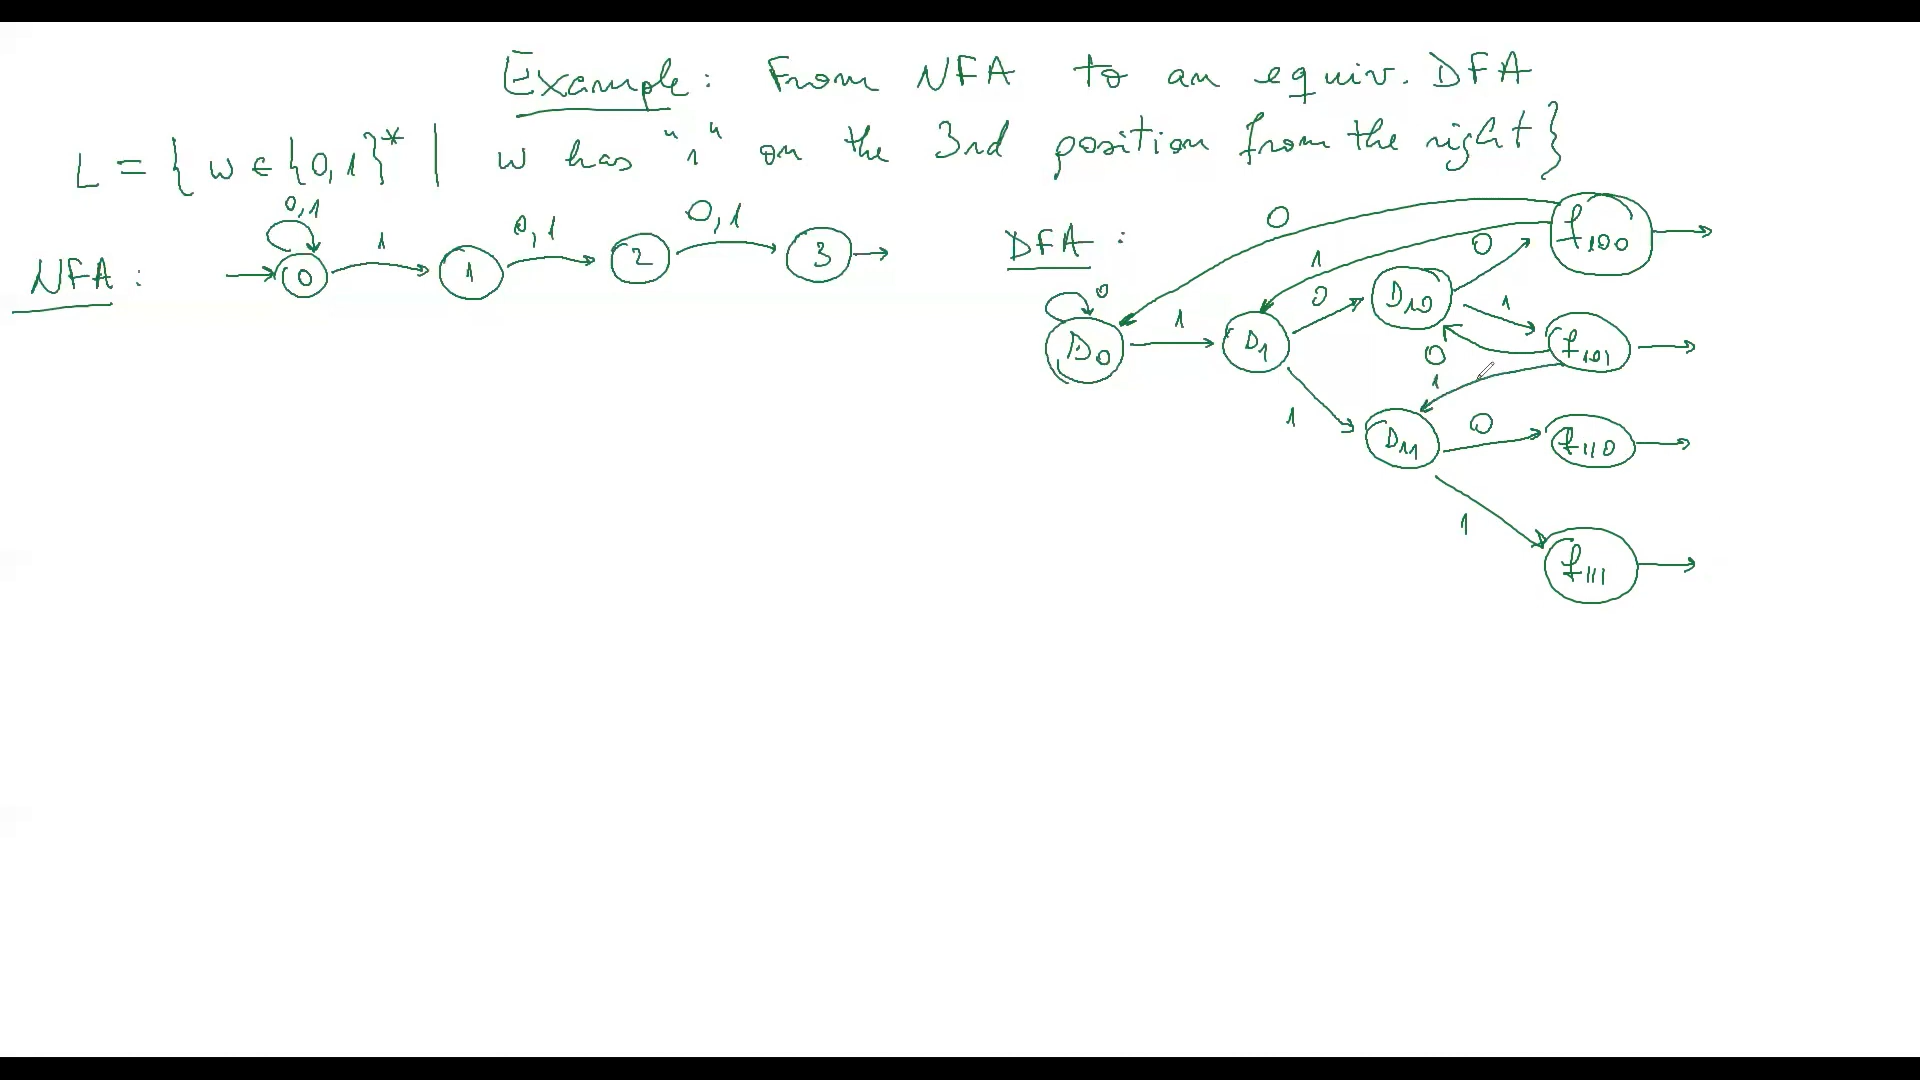 Example: From NFA to an equiv. DFA
L = { w ∈ {0,1}* | w has "1" on the 3rd position from the right }
NFA :
0,1
0
1
1
0,1
2
0,1
3
DFA :
D₀
0
1
D₁
0
1
D₁₀
0
1
D₁₁
0
1
f₁₀₀
0
1
f₁₀₁
0
1
f₁₁₀
f₁₁₁